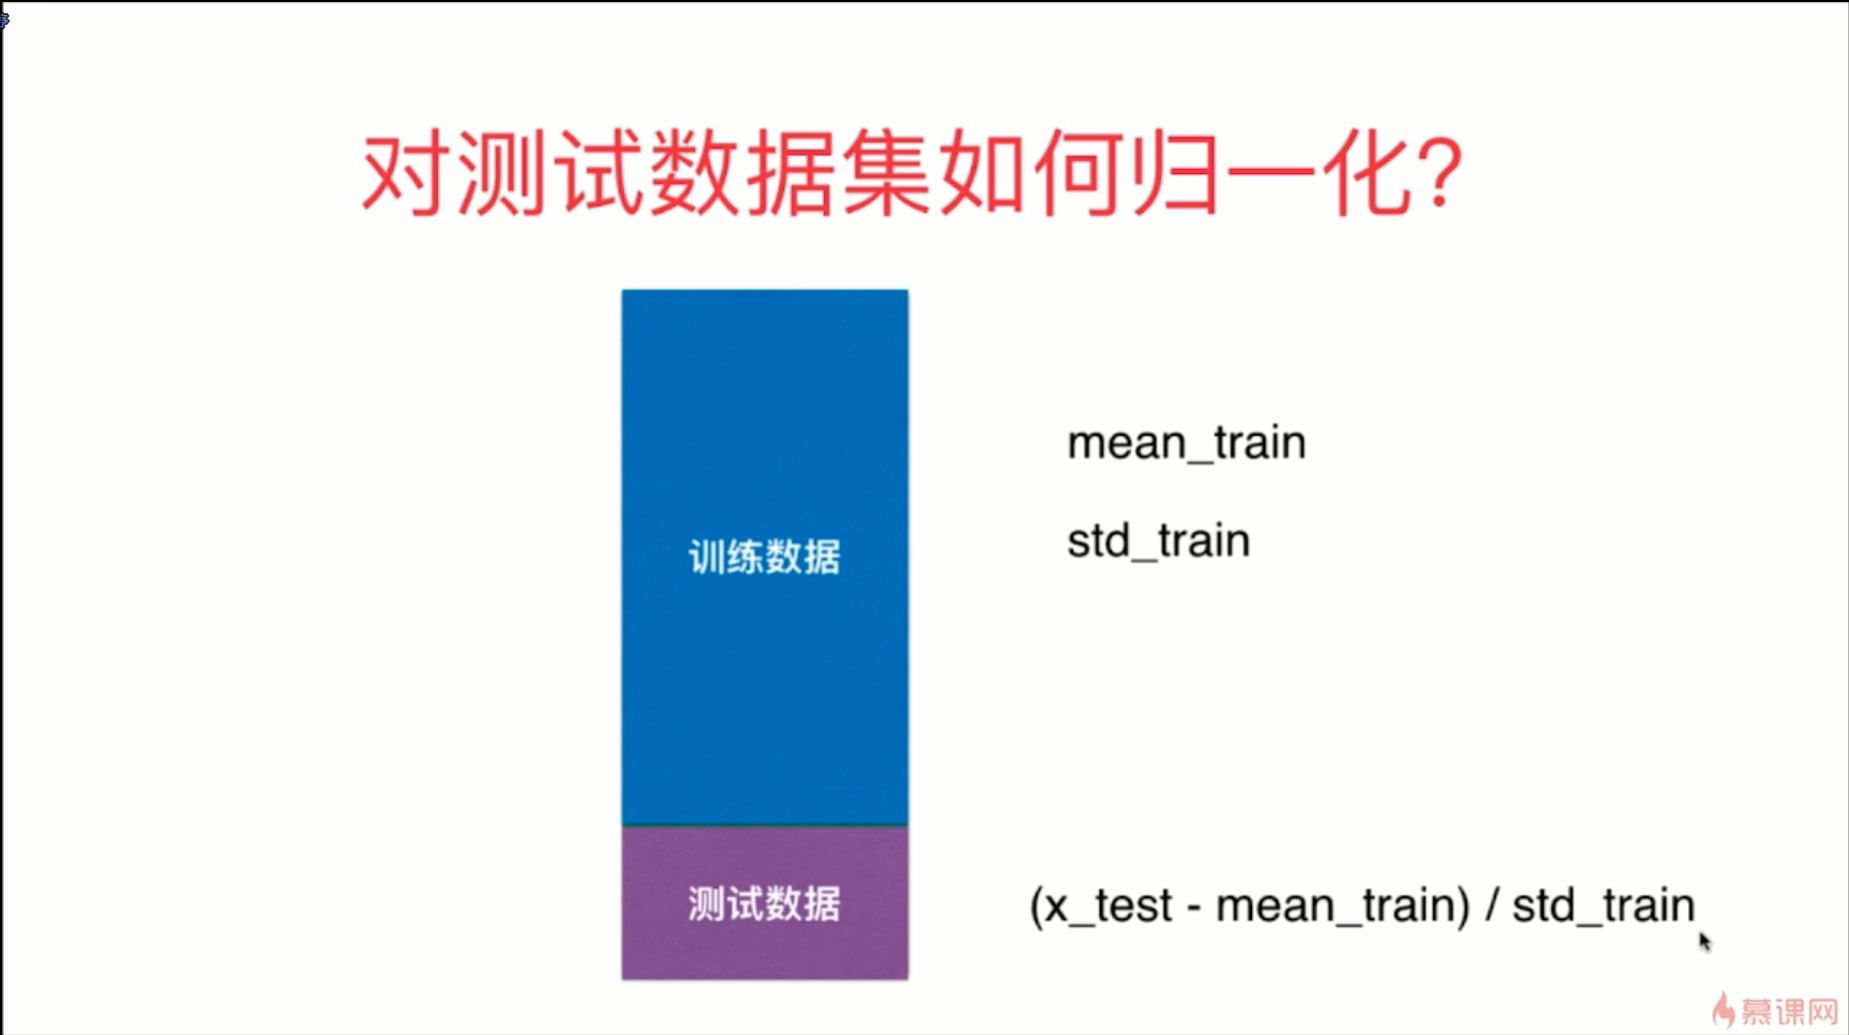 对测试数据集如何归一化?
mean_train
std_train
训练数据
测试数据
(x_test - mean_train) / std_train
慕课网